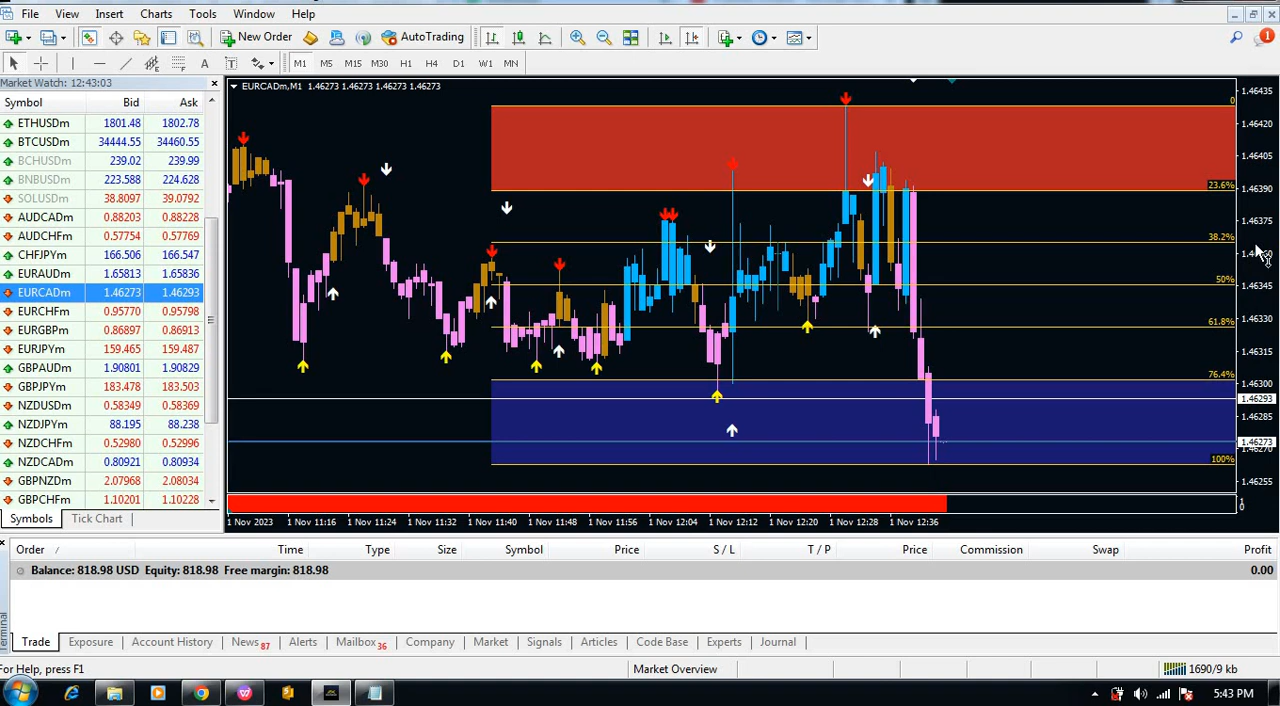 File View Insert Charts Tools Window Help
New Order AutoTrading 1
A T M1 M5 M15 M30 H1 H4 D1 W1 MN
Market Watch: 12:43:03
Symbol Bid Ask
ETHUSDm 1801.48 1802.78
BTCUSDm 34444.55 34460.55
BCHUSDm 239.02 239.99
BNBUSDm 223.588 224.628
SOLUSDm 38.8097 39.0792
AUDCADm 0.88203 0.88228
AUDCHFm 0.57754 0.57769
CHFJPYm 166.506 166.547
EURAUDm 1.65813 1.65836
EURCADm 1.46273 1.46293
EURCHFm 0.95770 0.95798
EURGBPm 0.86897 0.86913
EURJPYm 159.465 159.487
GBPAUDm 1.90801 1.90829
GBPJPYm 183.478 183.503
NZDUSDm 0.58349 0.58369
NZDJPYm 88.195 88.238
NZDCHFm 0.52980 0.52996
NZDCADm 0.80921 0.80934
GBPNZDm 2.07968 2.08034
GBPCHFm 1.10201 1.10228
Symbols Tick Chart
EURCADm,M1 1.46273 1.46273 1.46273 1.46273
0
23.6%
38.2%
50%
61.8%
76.4%
100%
1.46435
1.46420
1.46405
1.46390
1.46375
1.46345
1.46330
1.46315
1.46300
1.46293
1.46285
1.46273
1.46255
1
0
1 Nov 2023 1 Nov 11:16 1 Nov 11:24 1 Nov 11:32 1 Nov 11:40 1 Nov 11:48 1 Nov 11:56 1 Nov 12:04 1 Nov 12:12 1 Nov 12:20 1 Nov 12:28 1 Nov 12:36
Order / Time Type Size Symbol Price S / L T / P Price Commission Swap Profit
Balance: 818.98 USD Equity: 818.98 Free margin: 818.98 0.00
Terminal
Trade Exposure Account History News 87 Alerts Mailbox 36 Company Market Signals Articles Code Base Experts Journal
For Help, press F1 Market Overview 1690/9 kb
5:43 PM